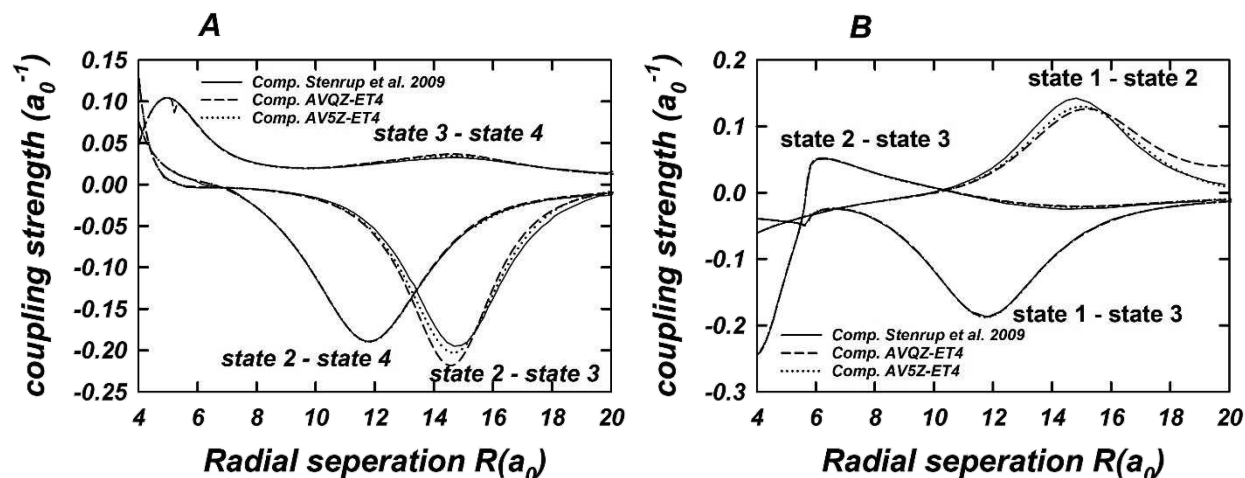 A
coupling strength (a0-1)
0.15
0.10
0.05
0.00
-0.05
-0.10
-0.15
-0.20
-0.25
Comp. Stenrup et al. 2009
Comp. AVQZ-ET4
Comp. AV5Z-ET4
state 3 - state 4
state 2 - state 4
state 2 - state 3
4 6 8 10 12 14 16 18 20
Radial seperation R(a0)
B
coupling strength (a0-1)
0.2
0.1
0.0
-0.1
-0.2
-0.3
state 1 - state 2
state 2 - state 3
state 1 - state 3
Comp. Stenrup et al. 2009
Comp. AVQZ-ET4
Comp. AV5Z-ET4
4 6 8 10 12 14 16 18 20
Radial seperation R(a0)